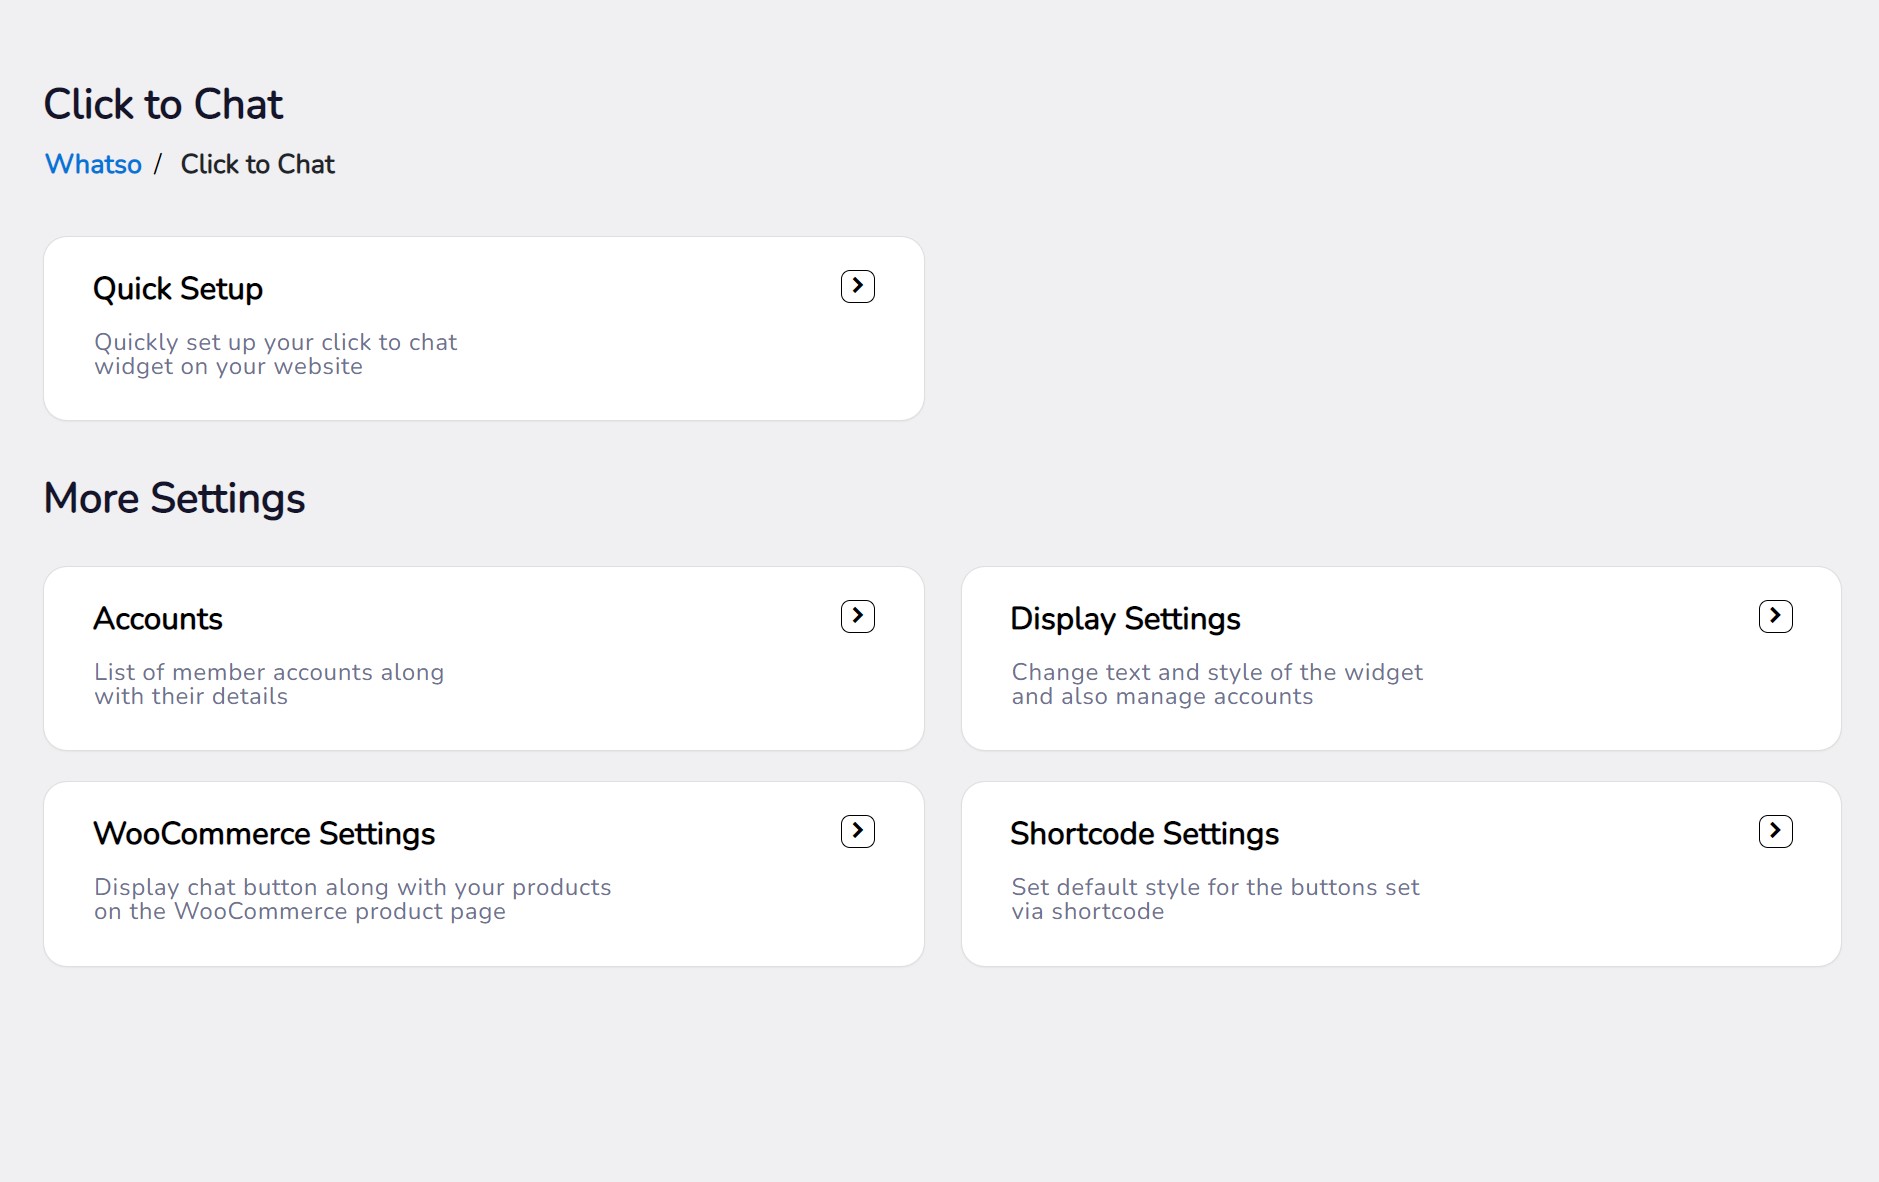 Click to Chat
Whatso / Click to Chat
Quick Setup
Quickly set up your click to chat
widget on your website
More Settings
Accounts
List of member accounts along
with their details
Display Settings
Change text and style of the widget
and also manage accounts
WooCommerce Settings
Display chat button along with your products
on the WooCommerce product page
Shortcode Settings
Set default style for the buttons set
via shortcode